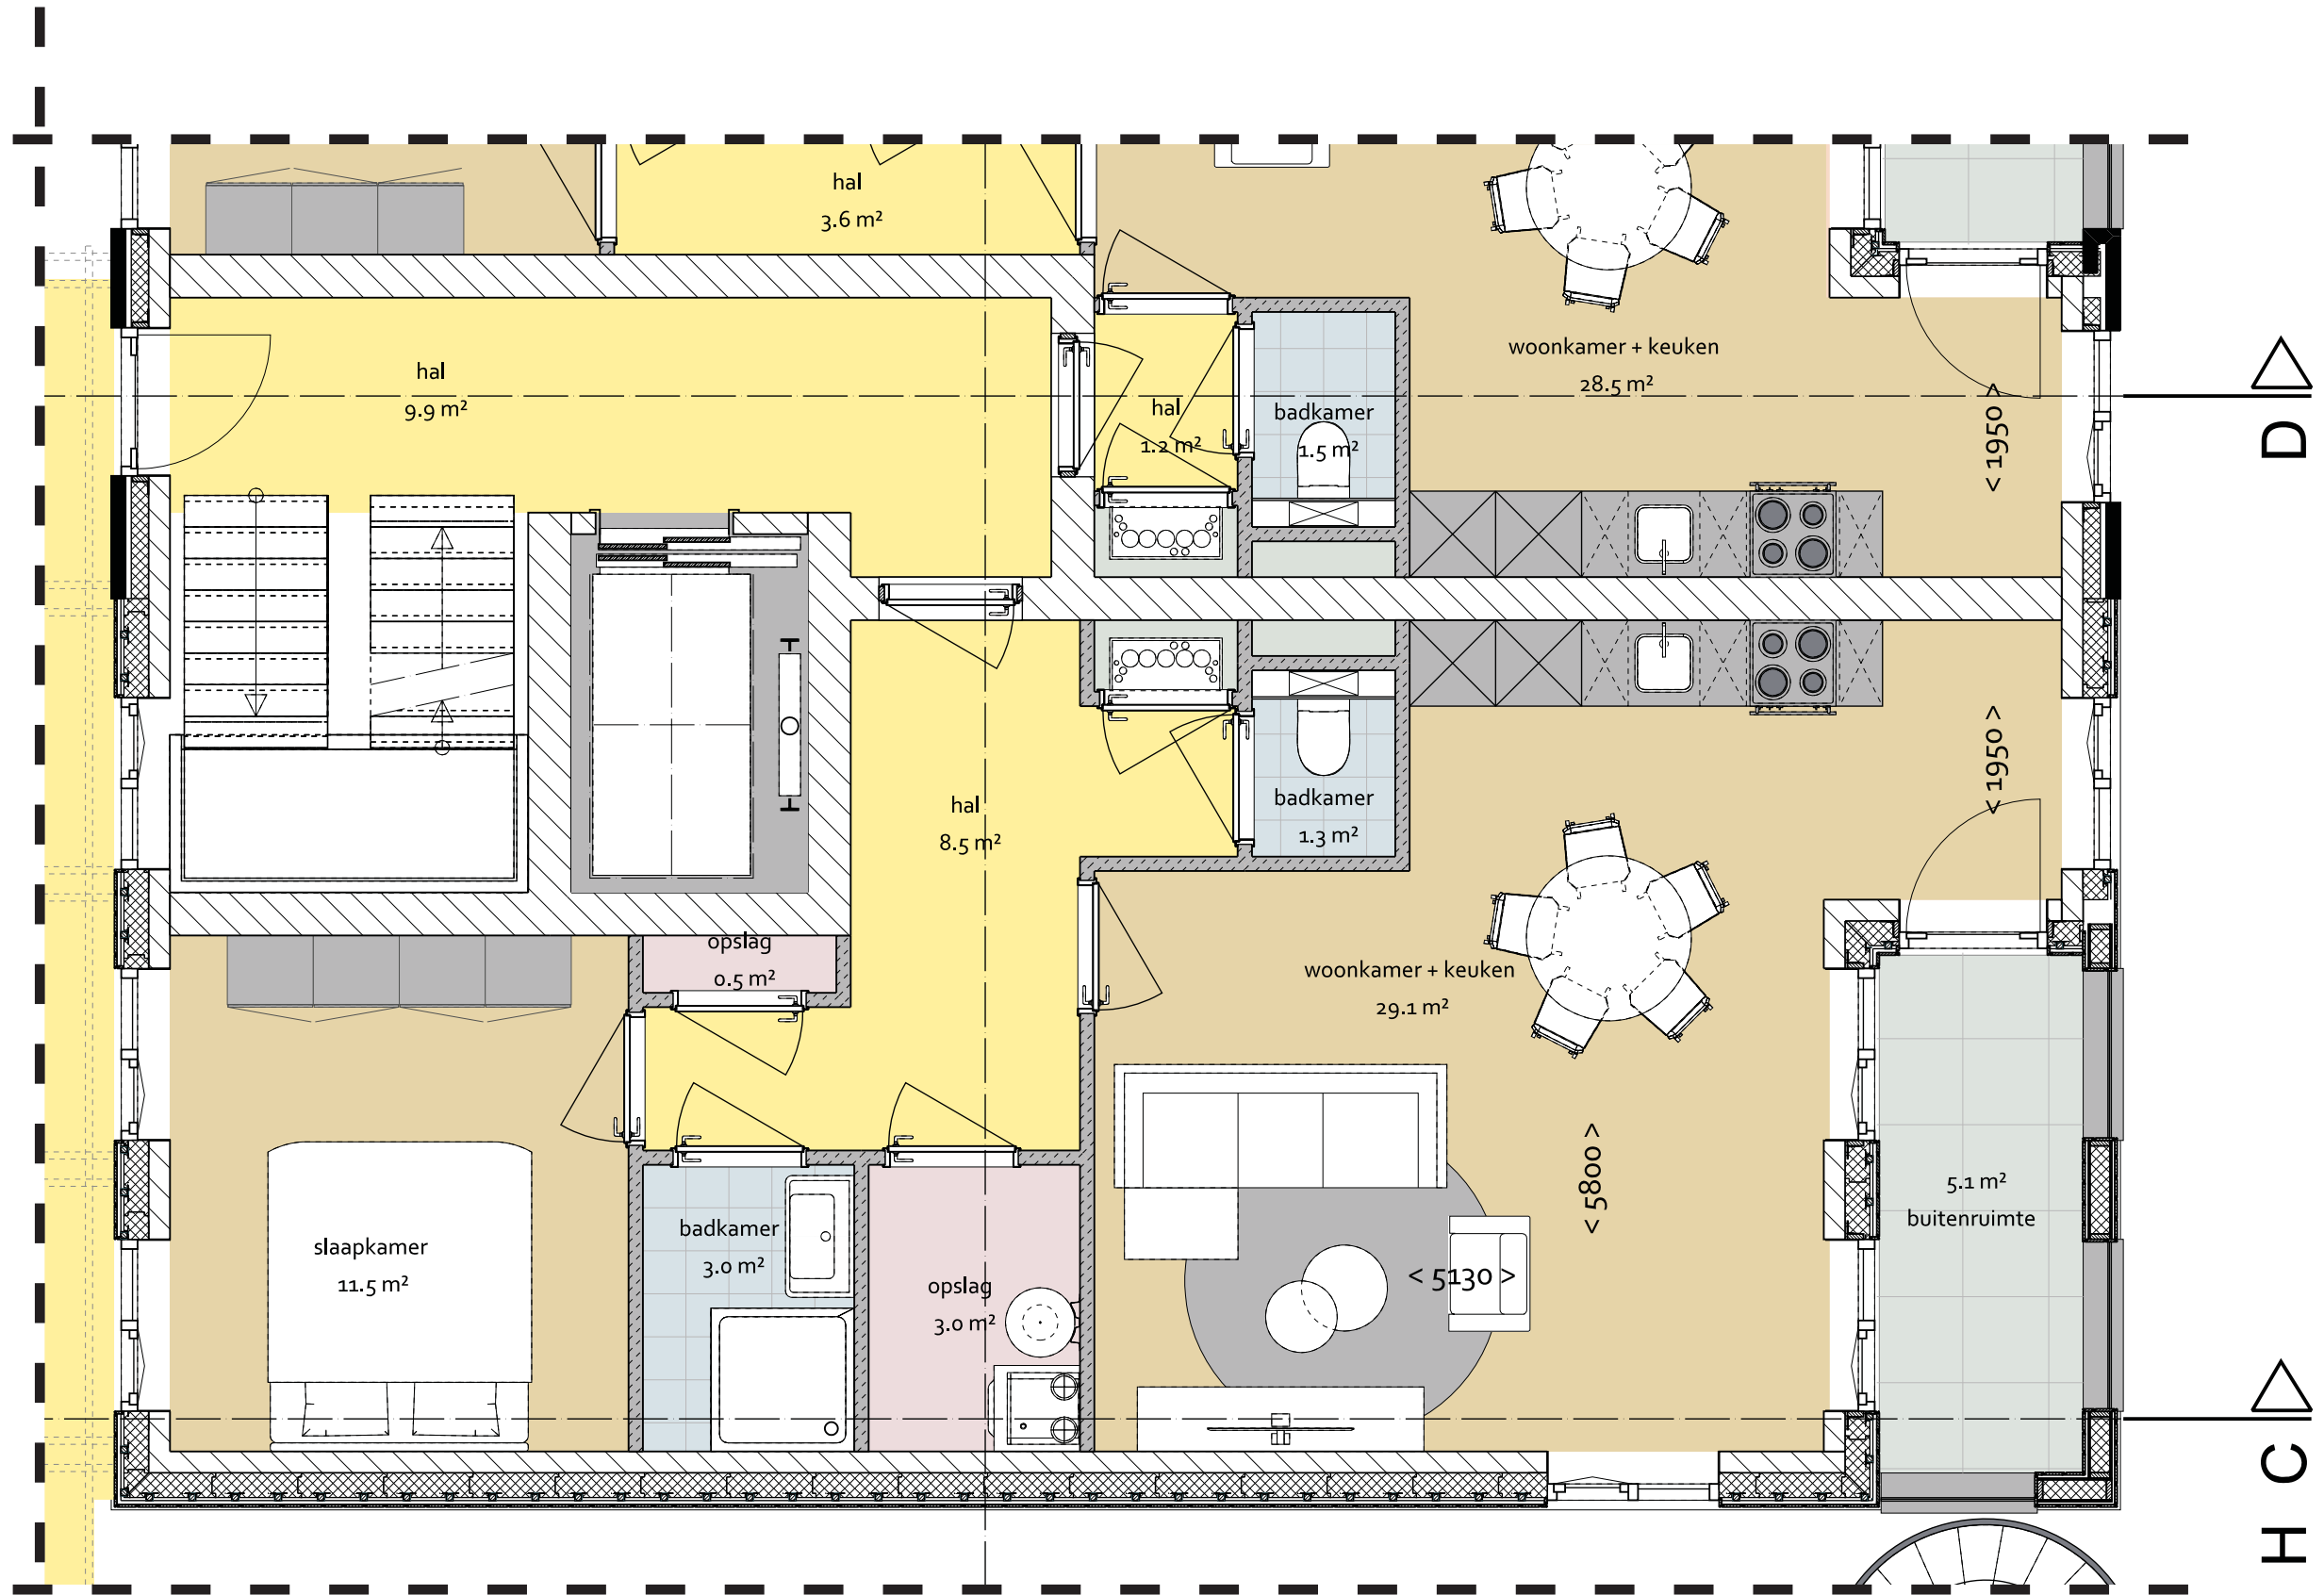 hal
3.6 m²
woonkamer + keuken
28.5 m²
hal
9.9 m²
hal
1.2 m²
badkamer
1.5 m²
< 1950 >
D
< 1950 >
hal
8.5 m²
badkamer
1.3 m²
opslag
0.5 m²
woonkamer + keuken
29.1 m²
< 5800 >
5.1 m²
buitenruimte
slaapkamer
11.5 m²
badkamer
3.0 m²
opslag
3.0 m²
< 5130 >
H C